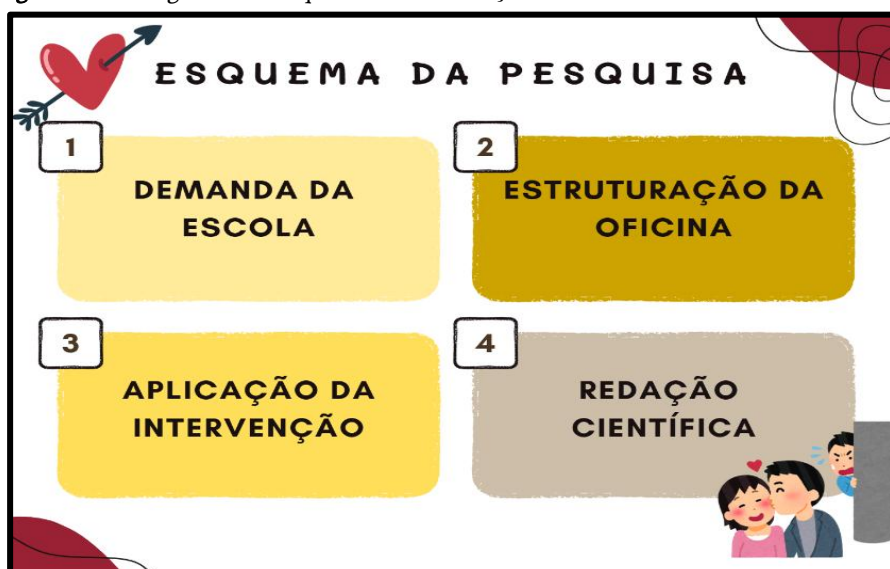 ESQUEMA DA PESQUISA
1
DEMANDA DA
ESCOLA
2
ESTRUTURAÇÃO DA
OFICINA
3
APLICAÇÃO DA
INTERVENÇÃO
4
REDAÇÃO
CIENTÍFICA